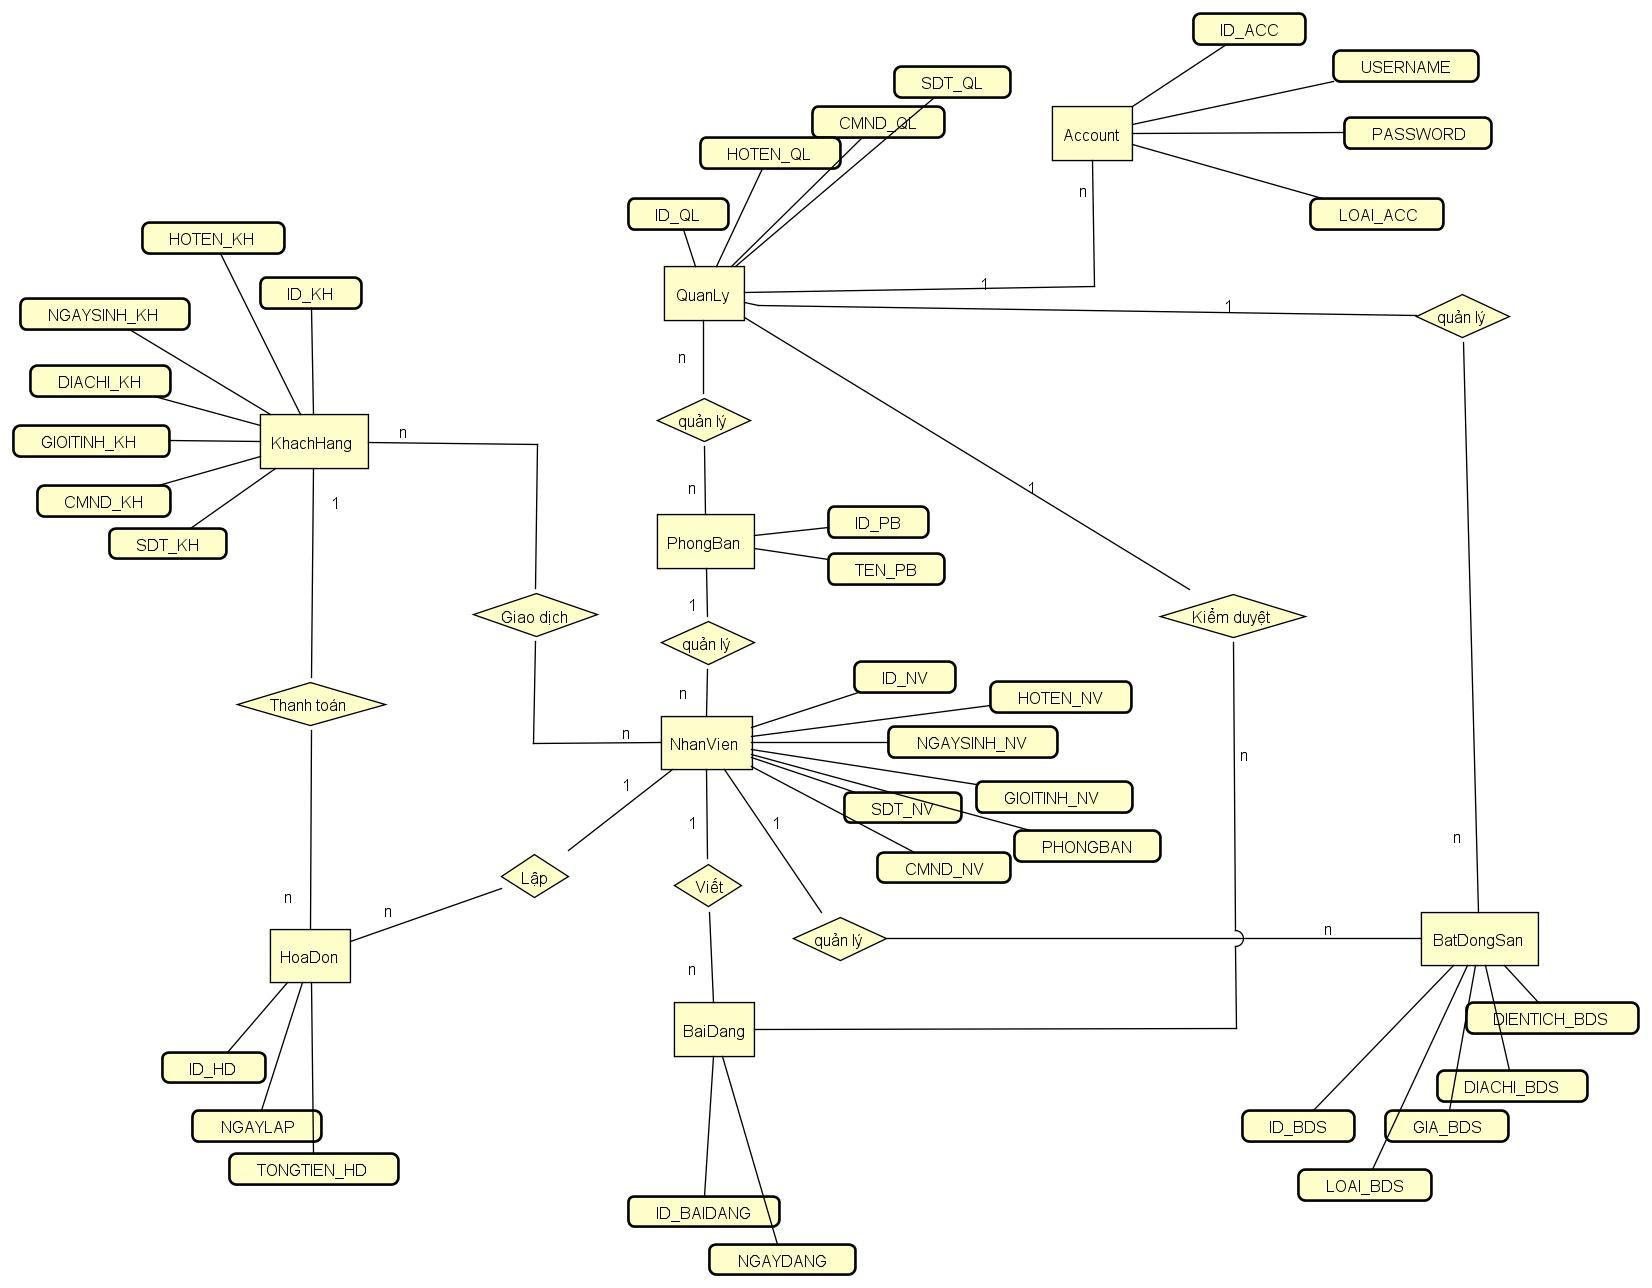 ID_ACC
USERNAME
SDT_QL
CMND_QL
Account
PASSWORD
HOTEN_QL
n
ID_QL
LOAI_ACC
HOTEN_KH
ID_KH
QuanLy
1
1
quản lý
NGAYSINH_KH
n
DIACHI_KH
quản lý
GIOITINH_KH
KhachHang
n
CMND_KH
1
n
1
SDT_KH
PhongBan
ID_PB
TEN_PB
1
Giao dịch
Kiểm duyệt
quản lý
ID_NV
n
HOTEN_NV
Thanh toán
n
NhanVien
NGAYSINH_NV
n
1
GIOITINH_NV
SDT_NV
1
1
PHONGBAN
n
CMND_NV
Lập
Viết
n
n
quản lý
n
BatDongSan
HoaDon
n
BaiDang
DIENTICH_BDS
ID_HD
DIACHI_BDS
NGAYLAP
ID_BDS
GIA_BDS
TONGTIEN_HD
LOAI_BDS
ID_BAIDANG
NGAYDANG